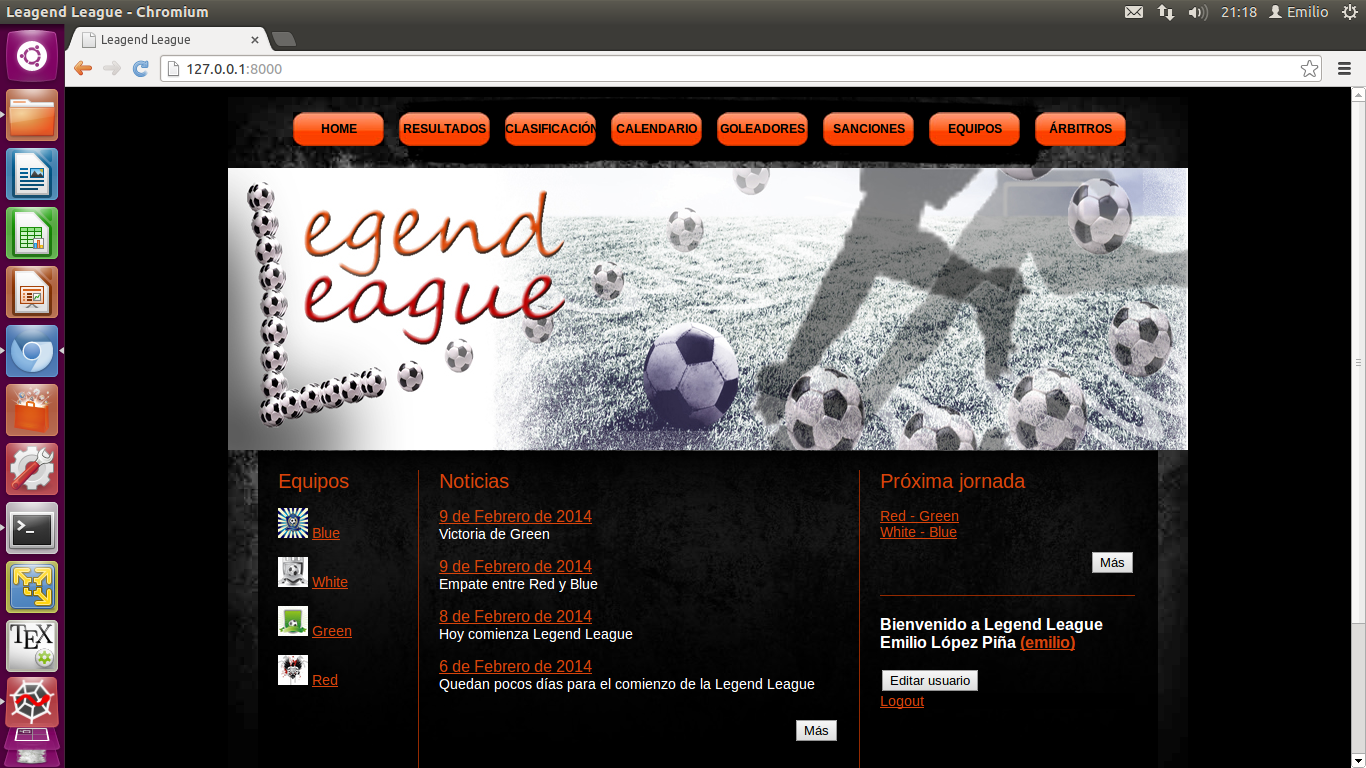 Leagend League - Chromium
21:18 Emilio
Leagend League
127.0.0.1:8000
HOME RESULTADOS CLASIFICACIÓN CALENDARIO GOLEADORES SANCIONES EQUIPOS ÁRBITROS
egend
eague
Equipos
Blue
White
Green
Red
Noticias
9 de Febrero de 2014
Victoria de Green
9 de Febrero de 2014
Empate entre Red y Blue
8 de Febrero de 2014
Hoy comienza Legend League
6 de Febrero de 2014
Quedan pocos días para el comienzo de la Legend League
Más
Próxima jornada
Red - Green
White - Blue
Más
Bienvenido a Legend League
Emilio López Piña (emilio)
Editar usuario
Logout
TEX